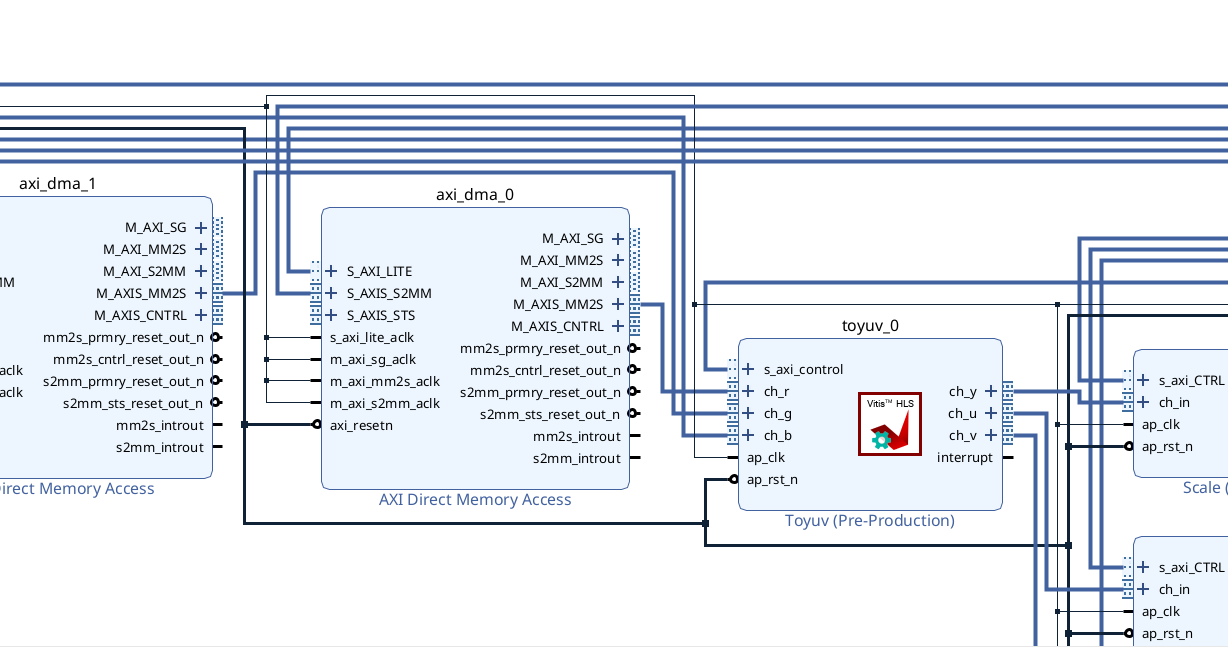 axi_dma_1
M_AXI_SG
M_AXI_MM2S
M_AXI_S2MM
M_AXIS_MM2S
M_AXIS_CNTRL
mm2s_prmry_reset_out_n
mm2s_cntrl_reset_out_n
s2mm_prmry_reset_out_n
s2mm_sts_reset_out_n
mm2s_introut
s2mm_introut
MM
aclk
aclk
Direct Memory Access
axi_dma_0
S_AXI_LITE
S_AXIS_S2MM
S_AXIS_STS
s_axi_lite_aclk
m_axi_sg_aclk
m_axi_mm2s_aclk
m_axi_s2mm_aclk
axi_resetn
M_AXI_SG
M_AXI_MM2S
M_AXI_S2MM
M_AXIS_MM2S
M_AXIS_CNTRL
mm2s_prmry_reset_out_n
mm2s_cntrl_reset_out_n
s2mm_prmry_reset_out_n
s2mm_sts_reset_out_n
mm2s_introut
s2mm_introut
AXI Direct Memory Access
toyuv_0
s_axi_control
ch_r
ch_g
ch_b
ap_clk
ap_rst_n
Vitis™ HLS
ch_y
ch_u
ch_v
interrupt
Toyuv (Pre-Production)
s_axi_CTRL
ch_in
ap_clk
ap_rst_n
Scale (
s_axi_CTRL
ch_in
ap_clk
ap_rst_n